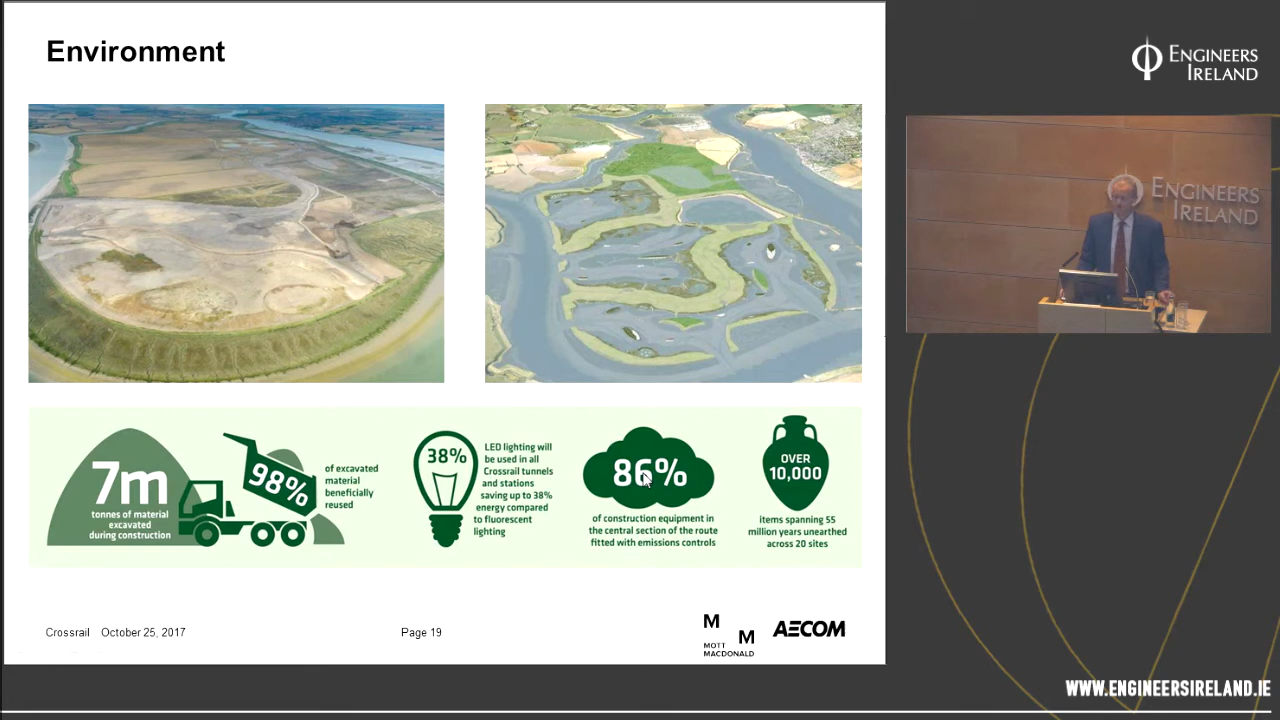 Environment
7m
tonnes of material
excavated
during construction
98%
of excavated
material
beneficially
reused
38%
LED lighting will
be used in all
Crossrail tunnels
and stations
saving up to 38%
energy compared
to fluorescent
lighting
86%
of construction equipment in
the central section of the route
fitted with emissions controls
OVER
10,000
items spanning 55
million years unearthed
across 20 sites
Crossrail October 25, 2017
Page 19
M
M
MOTT
MACDONALD
AECOM
ENGINEERS
IRELAND
ENGINEERS
IRELAND
WWW.ENGINEERSIRELAND.IE